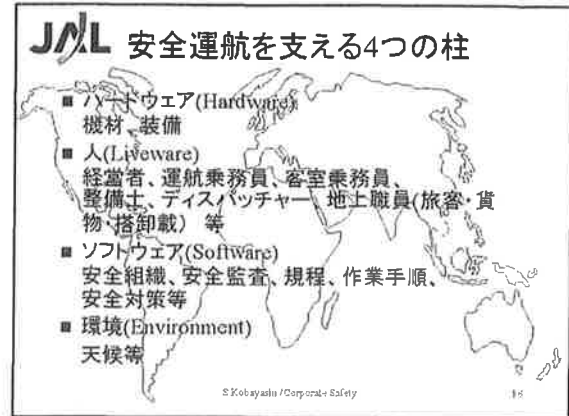 JAL 安全運航を支える4つの柱
■ ハードウェア(Hardware)
機材、装備
■ 人(Liveware)
経営者、運航乗務員、客室乗務員、
整備士、ディスパッチャー、地上職員(旅客・貨
物・搭卸載) 等
■ ソフトウェア(Software)
安全組織、安全監査、規程、作業手順、
安全対策等
■ 環境(Environment)
天候等
S.Kobayashi / Corporate Safety